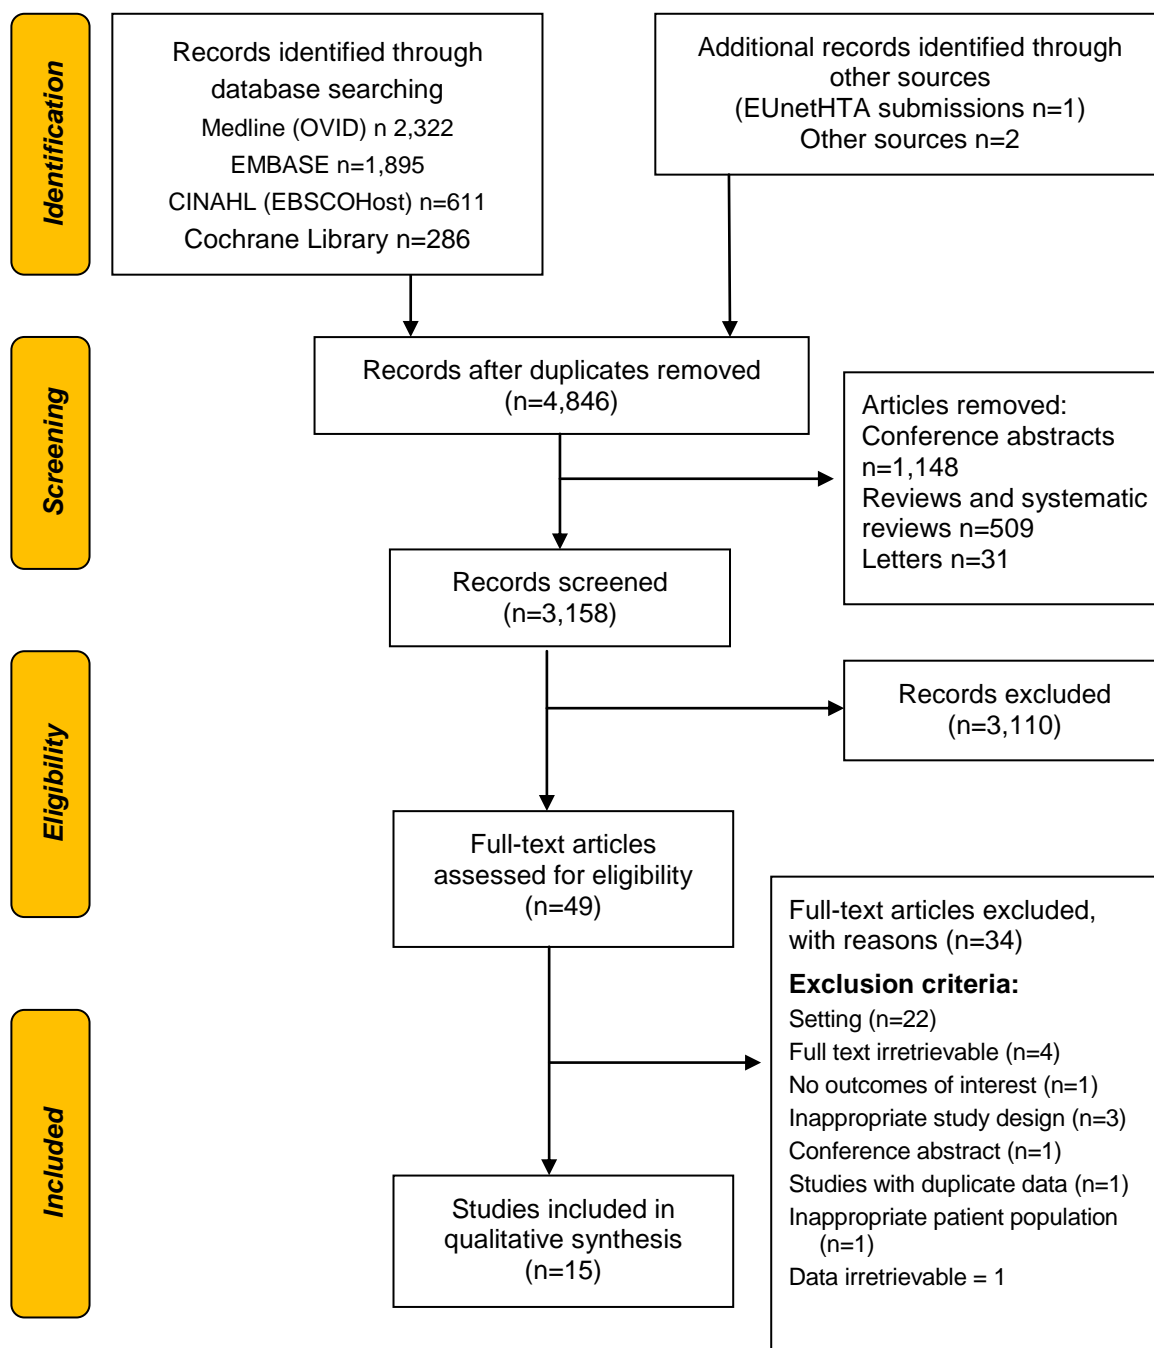 Identification
Records identified through
database searching
Medline (OVID) n 2,322
EMBASE n=1,895
CINAHL (EBSCOHost) n=611
Cochrane Library n=286
Additional records identified through
other sources
(EUnetHTA submissions n=1)
Other sources n=2
Screening
Records after duplicates removed
(n=4,846)
Articles removed:
Conference abstracts
n=1,148
Reviews and systematic
reviews n=509
Letters n=31
Records screened
(n=3,158)
Eligibility
Records excluded
(n=3,110)
Full-text articles
assessed for eligibility
(n=49)
Full-text articles excluded,
with reasons (n=34)
Exclusion criteria:
Setting (n=22)
Full text irretrievable (n=4)
No outcomes of interest (n=1)
Inappropriate study design (n=3)
Conference abstract (n=1)
Studies with duplicate data (n=1)
Inappropriate patient population
(n=1)
Data irretrievable = 1
Included
Studies included in
qualitative synthesis
(n=15)